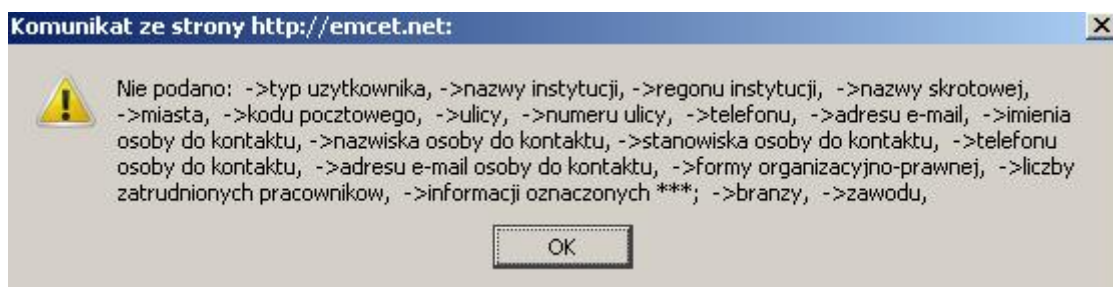 Komunikat ze strony http://emcet.net:
Nie podano: ->typ uzytkownika, ->nazwy instytucji, ->regonu instytucji, ->nazwy skrotowej,
->miasta, ->kodu pocztowego, ->ulicy, ->numeru ulicy, ->telefonu, ->adresu e-mail, ->imienia
osoby do kontaktu, ->nazwiska osoby do kontaktu, ->stanowiska osoby do kontaktu, ->telefonu
osoby do kontaktu, ->adresu e-mail osoby do kontaktu, ->formy organizacyjno-prawnej, ->liczby
zatrudnionych pracownikow, ->informacji oznaczonych ***; ->branzy, ->zawodu,
OK